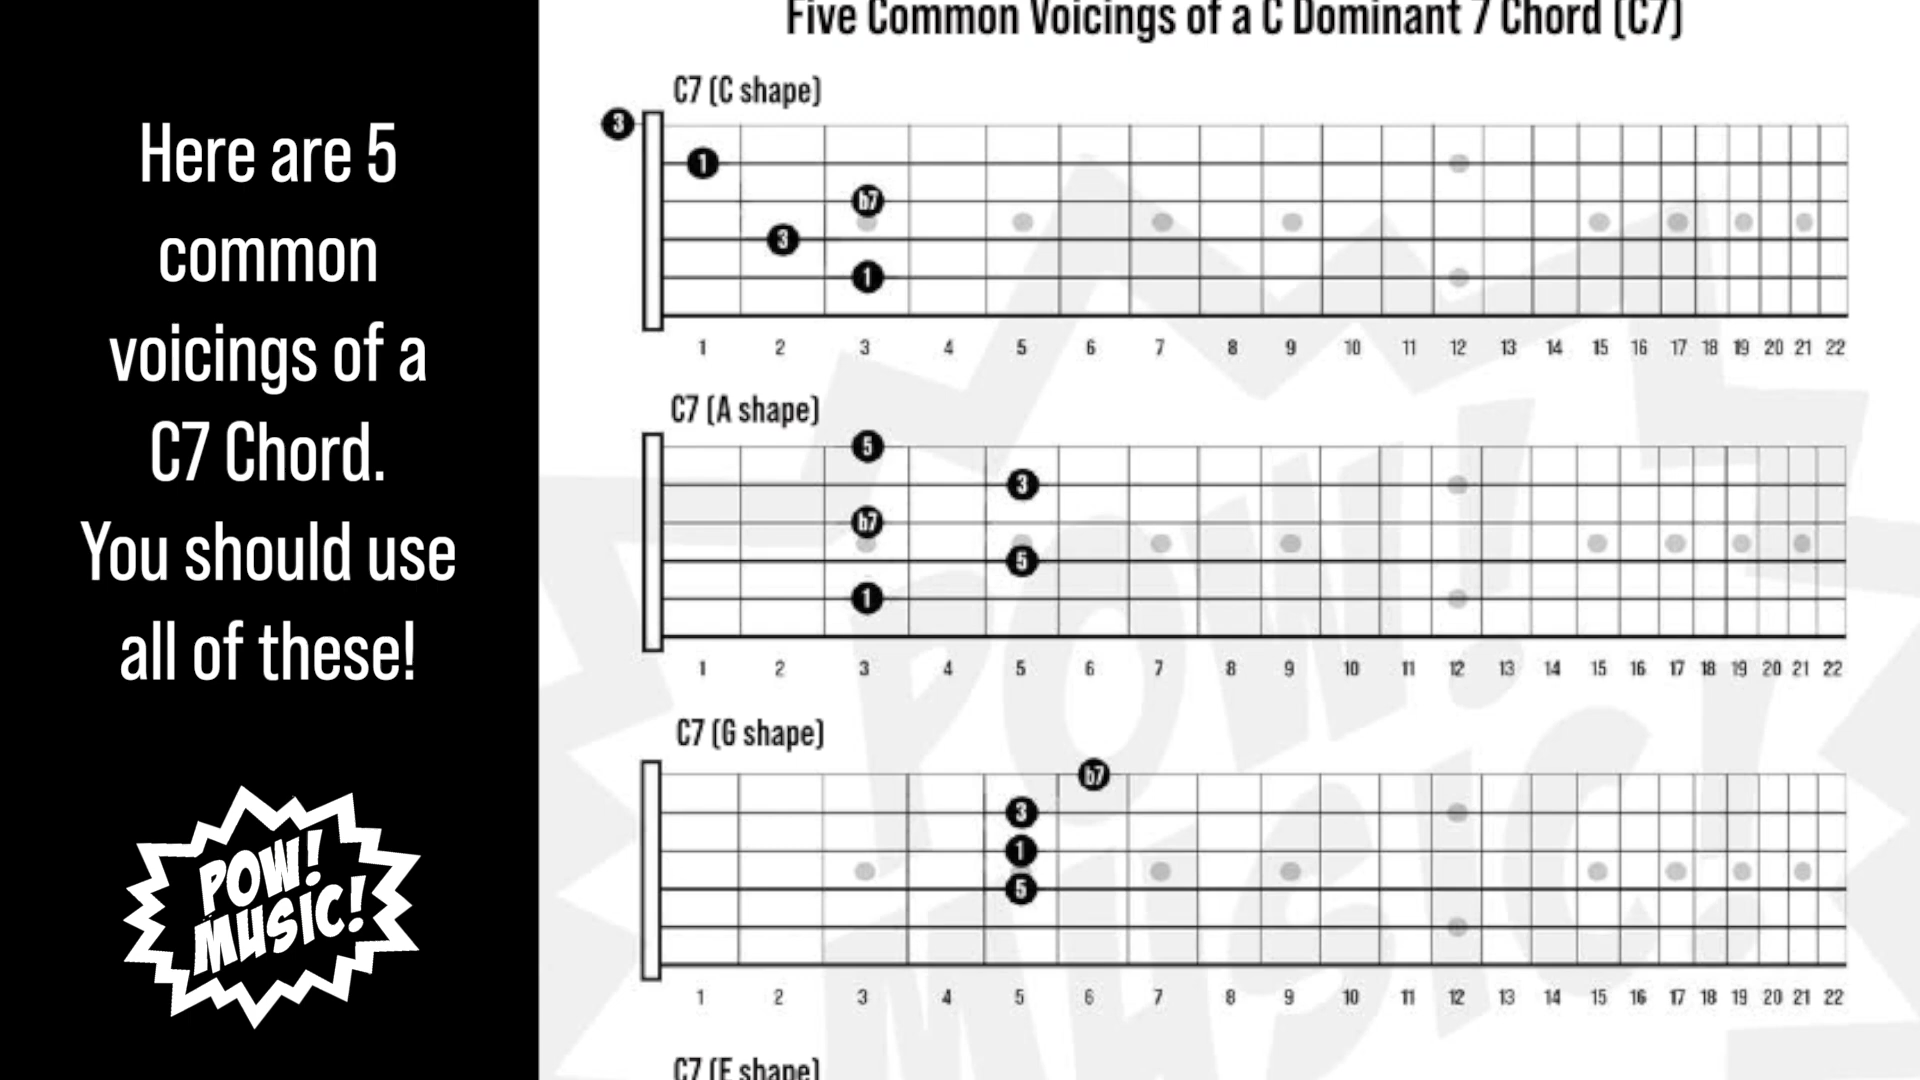 Here are 5
common
voicings of a
C7 Chord.
You should use
all of these!
POW!
MUSIC!
Five Common Voicings of a C Dominant 7 Chord (C7)
C7 (C shape)
3
1
b7
3
1
1 2 3 4 5 6 7 8 9 10 11 12 13 14 15 16 17 18 19 20 21 22
C7 (A shape)
5
3
b7
5
1
1 2 3 4 5 6 7 8 9 10 11 12 13 14 15 16 17 18 19 20 21 22
C7 (G shape)
b7
3
1
5
1 2 3 4 5 6 7 8 9 10 11 12 13 14 15 16 17 18 19 20 21 22
C7 (E shape)
POW!
MUSIC!